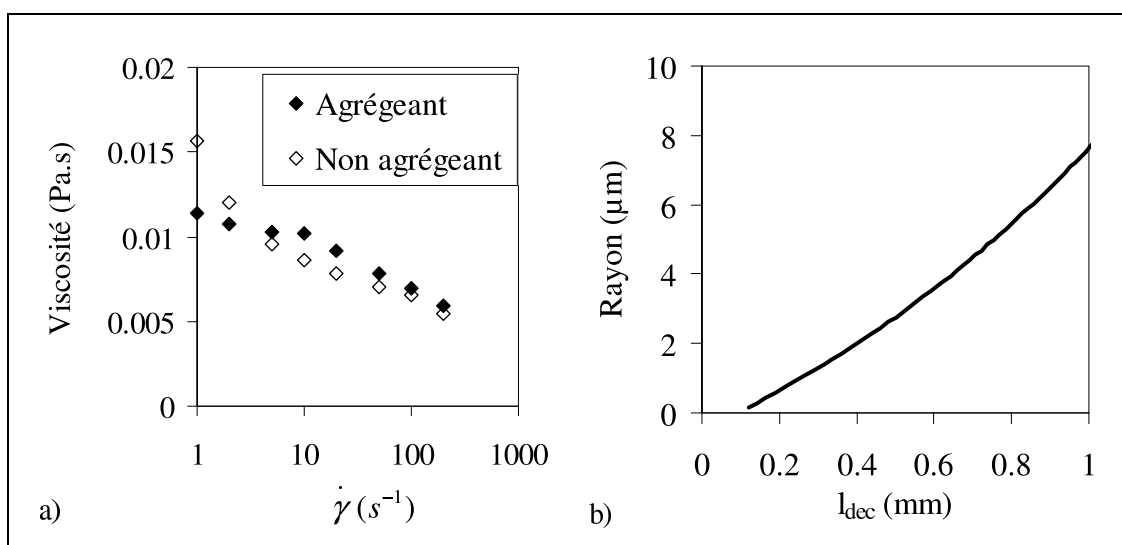 0.02
0.015
0.01
0.005
0
Viscosité (Pa.s)
Agrégeant
Non agrégeant
1
10
100
1000
γ̇ (s⁻¹)
a)
10
8
6
4
2
0
Rayon (µm)
0
0.2
0.4
0.6
0.8
1
l_dec (mm)
b)